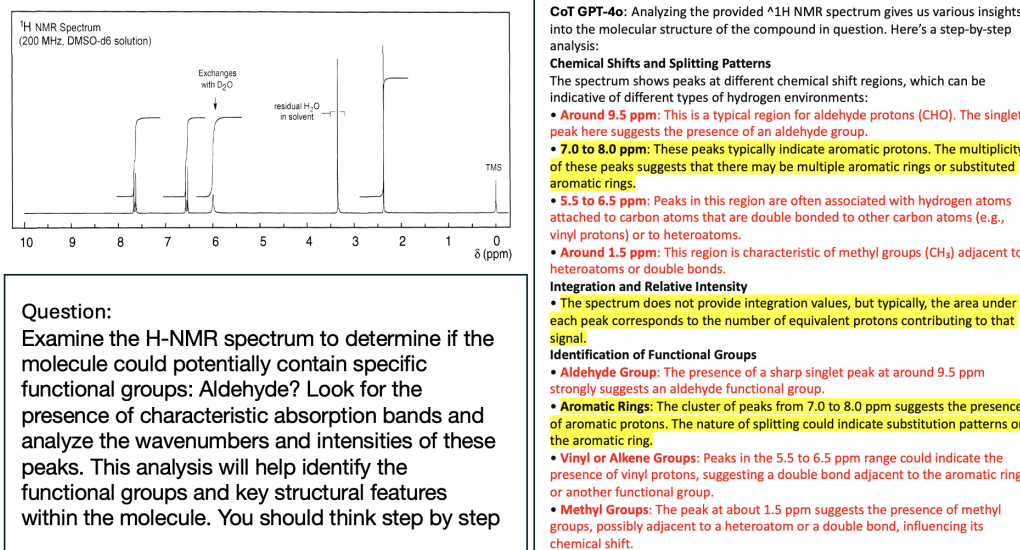 ¹H NMR Spectrum
(200 MHz, DMSO-d6 solution)
Exchanges
with D₂O
residual H₂O
in solvent
TMS
10 9 8 7 6 5 4 3 2 1 0
δ (ppm)
Question:
Examine the H-NMR spectrum to determine if the
molecule could potentially contain specific
functional groups: Aldehyde? Look for the
presence of characteristic absorption bands and
analyze the wavenumbers and intensities of these
peaks. This analysis will help identify the
functional groups and key structural features
within the molecule. You should think step by step
CoT GPT-4o: Analyzing the provided ^1H NMR spectrum gives us various insights
into the molecular structure of the compound in question. Here's a step-by-step
analysis:
Chemical Shifts and Splitting Patterns
The spectrum shows peaks at different chemical shift regions, which can be
indicative of different types of hydrogen environments:
• Around 9.5 ppm: This is a typical region for aldehyde protons (CHO). The singlet
peak here suggests the presence of an aldehyde group.
• 7.0 to 8.0 ppm: These peaks typically indicate aromatic protons. The multiplicity
of these peaks suggests that there may be multiple aromatic rings or substituted
aromatic rings.
• 5.5 to 6.5 ppm: Peaks in this region are often associated with hydrogen atoms
attached to carbon atoms that are double bonded to other carbon atoms (e.g.,
vinyl protons) or to heteroatoms.
• Around 1.5 ppm: This region is characteristic of methyl groups (CH₃) adjacent to
heteroatoms or double bonds.
Integration and Relative Intensity
• The spectrum does not provide integration values, but typically, the area under
each peak corresponds to the number of equivalent protons contributing to that
signal.
Identification of Functional Groups
• Aldehyde Group: The presence of a sharp singlet peak at around 9.5 ppm
strongly suggests an aldehyde functional group.
• Aromatic Rings: The cluster of peaks from 7.0 to 8.0 ppm suggests the presence
of aromatic protons. The nature of splitting could indicate substitution patterns on
the aromatic ring.
• Vinyl or Alkene Groups: Peaks in the 5.5 to 6.5 ppm range could indicate the
presence of vinyl protons, suggesting a double bond adjacent to the aromatic ring
or another functional group.
• Methyl Groups: The peak at about 1.5 ppm suggests the presence of methyl
groups, possibly adjacent to a heteroatom or a double bond, influencing its
chemical shift.